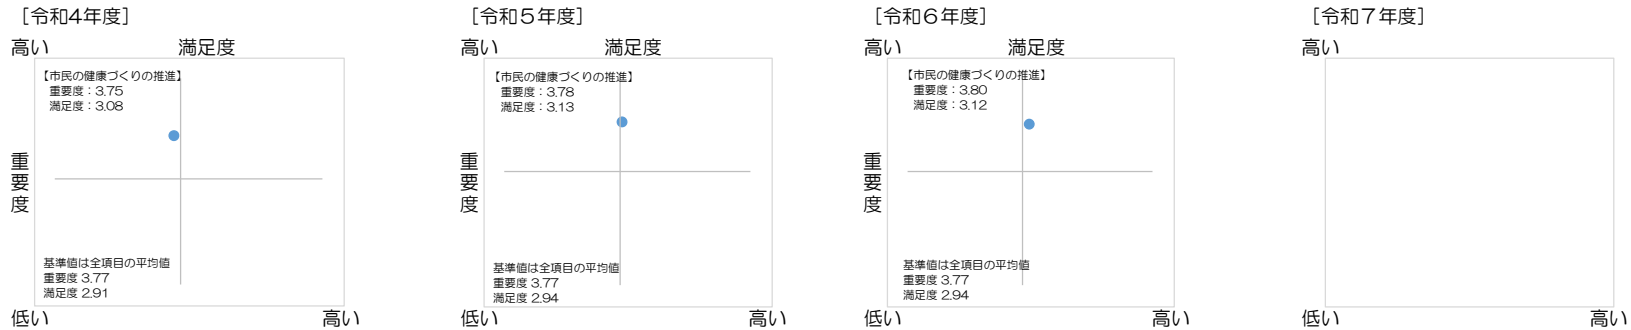 ［令和4年度］
高い 満足度
【市民の健康づくりの推進】
重要度：3.75
満足度：3.08
重要度
基準値は全項目の平均値
重要度 3.77
満足度 2.91
低い 高い
［令和５年度］
高い 満足度
【市民の健康づくりの推進】
重要度：3.78
満足度：3.13
重要度
基準値は全項目の平均値
重要度 3.77
満足度 2.94
低い 高い
［令和６年度］
高い 満足度
【市民の健康づくりの推進】
重要度：3.80
満足度：3.12
重要度
基準値は全項目の平均値
重要度 3.77
満足度 2.94
低い 高い
［令和７年度］
高い
低い 高い